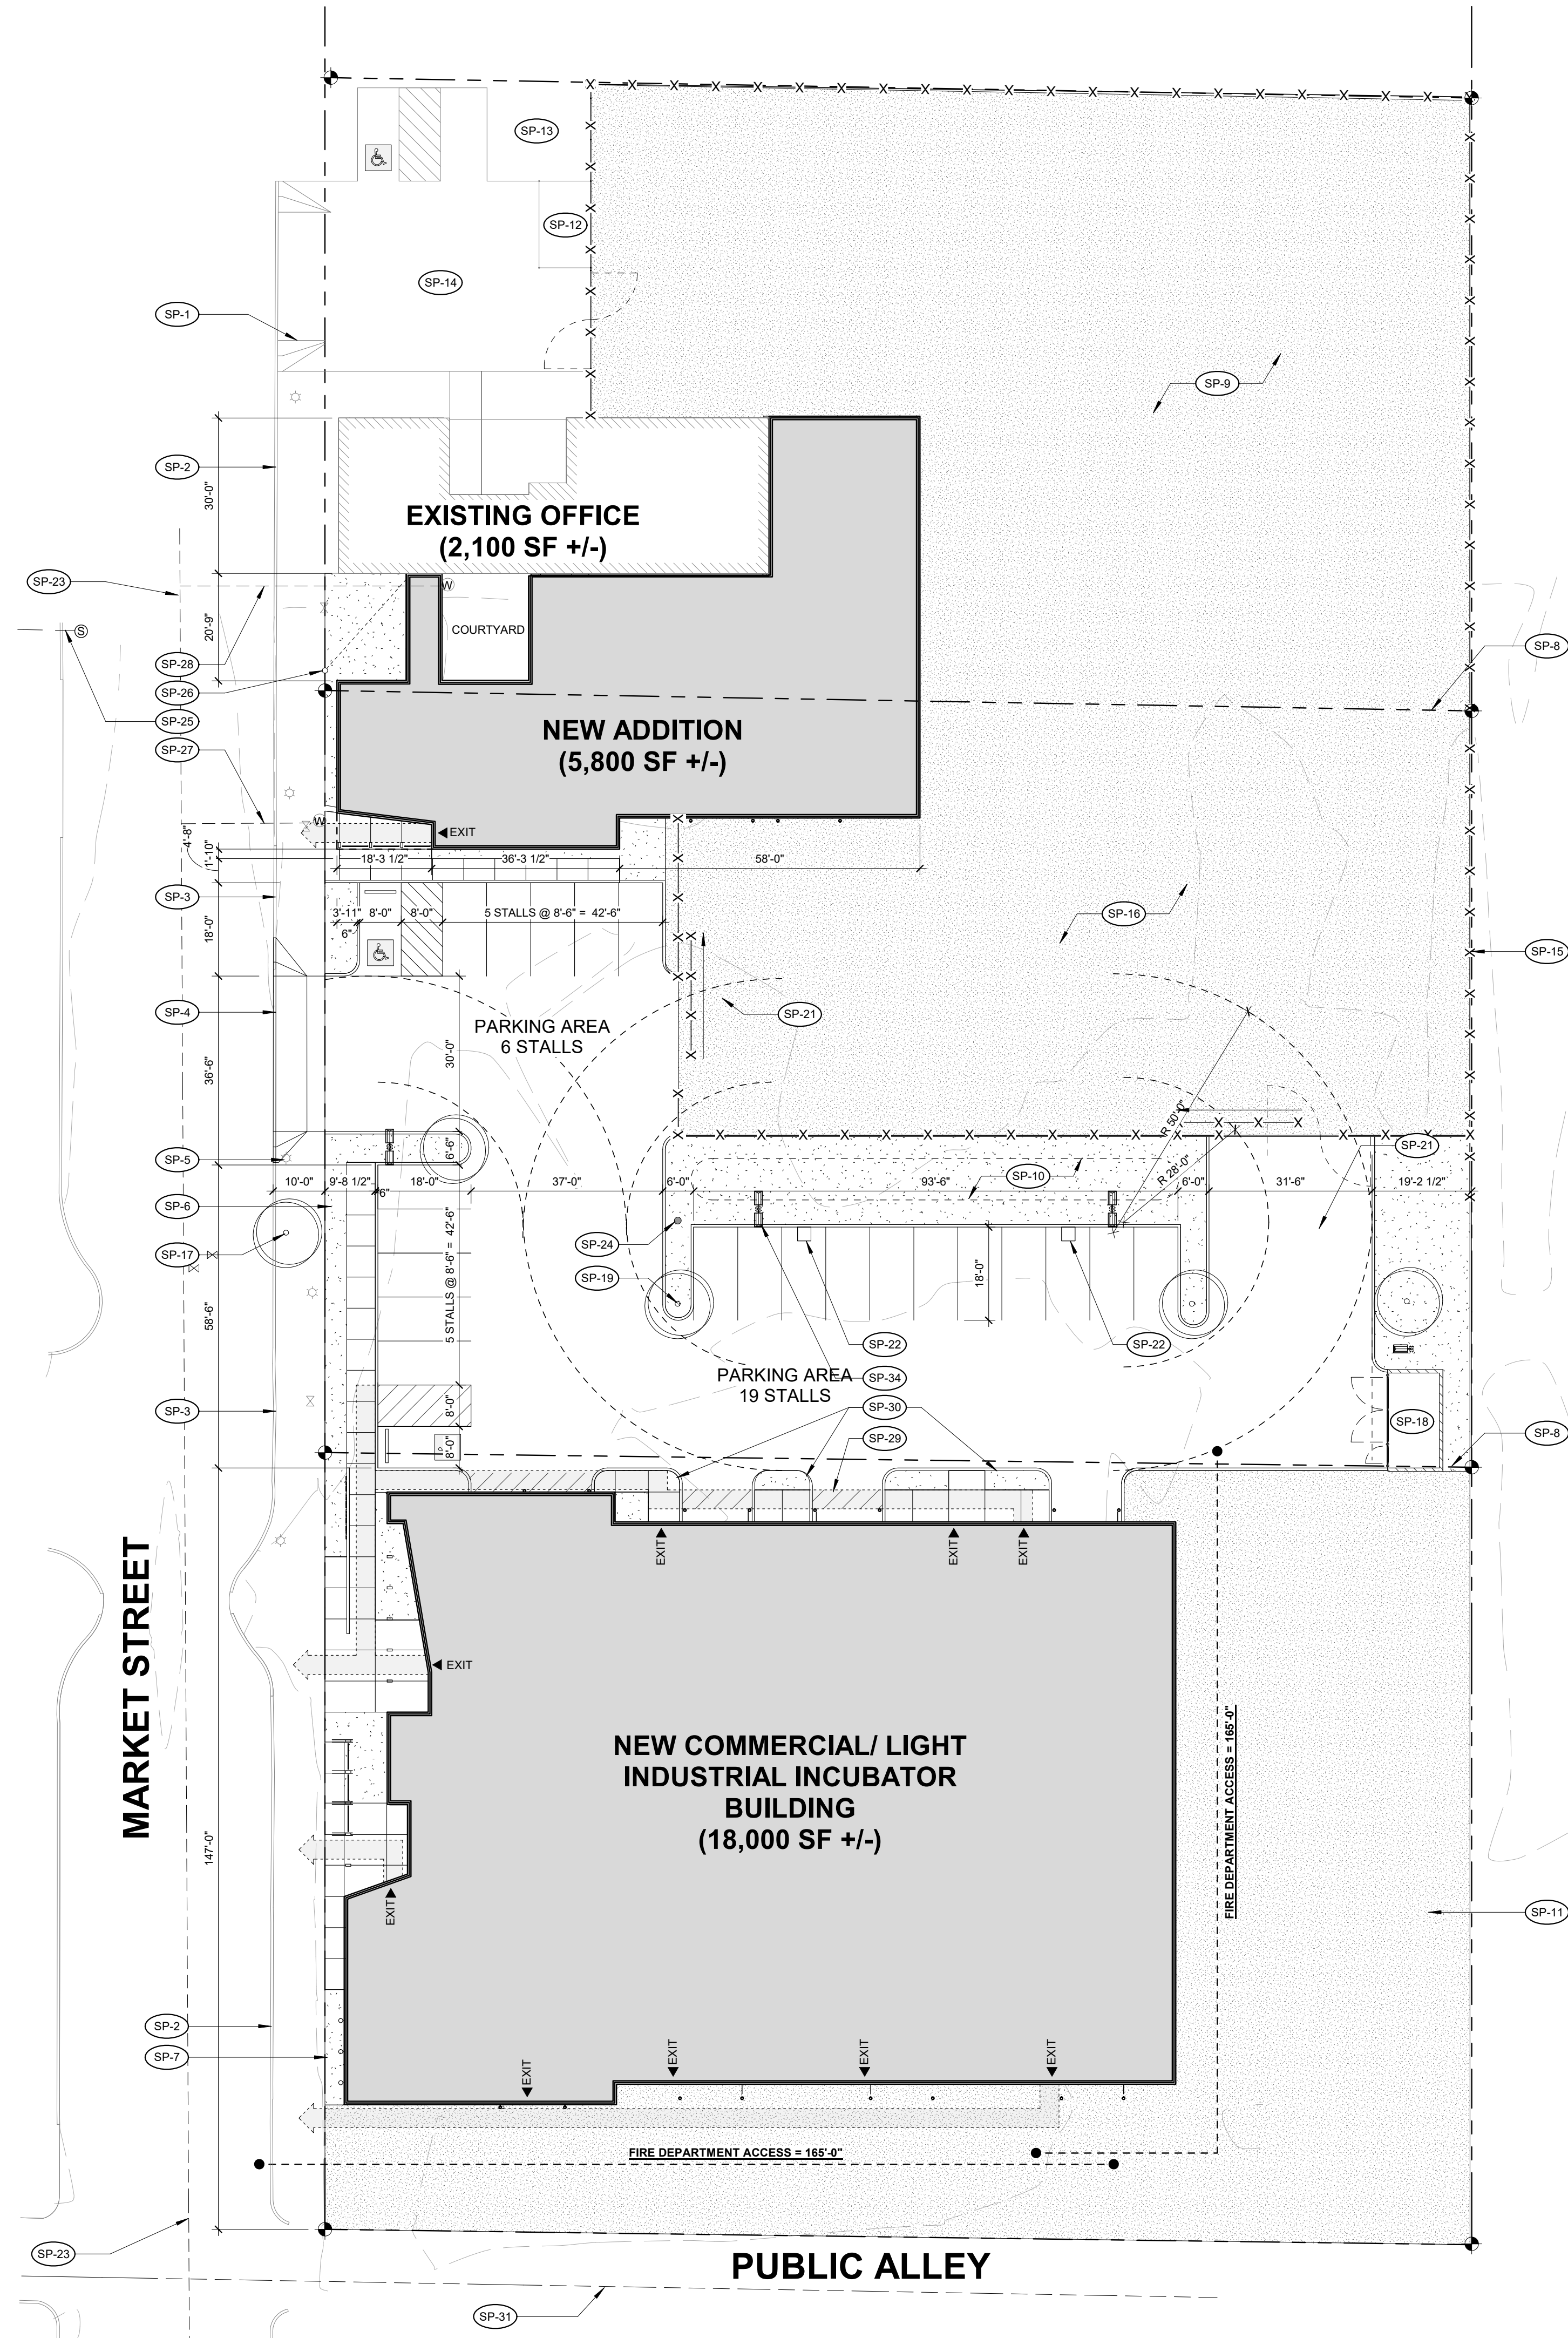 SP-13
SP-12
SP-14
SP-1
SP-9
SP-2
30'-0"
EXISTING OFFICE
(2,100 SF +/-)
SP-23
W
20'-9"
S
COURTYARD
SP-28
SP-8
SP-26
SP-25
NEW ADDITION
(5,800 SF +/-)
SP-27
W
4'-8"
EXIT
1'-10"
18'-3 1/2"
36'-3 1/2"
58'-0"
SP-3
3'-11"
8'-0"
8'-0"
5 STALLS @ 8'-6" = 42'-6"
SP-16
6"
18'-0"
SP-15
SP-4
SP-21
PARKING AREA
6 STALLS
30'-0"
36'-6"
R 50'-0"
SP-5
6'-6"
SP-21
R 28'-0"
SP-10
10'-0"
9'-8 1/2"
6"
18'-0"
37'-0"
6'-0"
93'-6"
6'-0"
31'-6"
19'-2 1/2"
SP-6
SP-24
SP-17
SP-19
18'-0"
5 STALLS @ 8'-6" = 42'-6"
58'-6"
SP-22
SP-22
PARKING AREA
19 STALLS
SP-34
SP-3
8'-0"
SP-30
SP-18
SP-29
8'-0"
SP-8
EXIT
EXIT
EXIT
MARKET STREET
EXIT
NEW COMMERCIAL/ LIGHT
INDUSTRIAL INCUBATOR
BUILDING
(18,000 SF +/-)
FIRE DEPARTMENT ACCESS = 165'-0"
147'-0"
EXIT
SP-11
SP-2
SP-7
EXIT
EXIT
EXIT
EXIT
FIRE DEPARTMENT ACCESS = 165'-0"
SP-23
PUBLIC ALLEY
SP-31